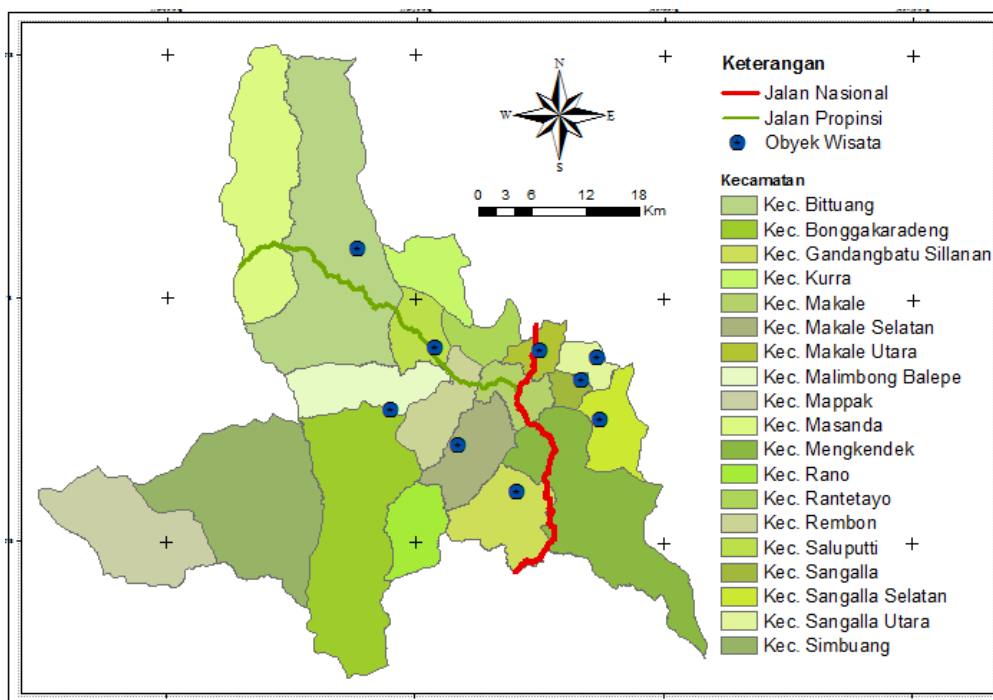 Keterangan
Jalan Nasional
Jalan Propinsi
Obyek Wisata
N
W E
S
0 3 6 12 18
Km
Kecamatan
Kec. Bittuang
Kec. Bonggakaradeng
Kec. Gandangbatu Sillanan
Kec. Kurra
Kec. Makale
Kec. Makale Selatan
Kec. Makale Utara
Kec. Malimbong Balepe
Kec. Mappak
Kec. Masanda
Kec. Mengkendek
Kec. Rano
Kec. Rantetayo
Kec. Rembon
Kec. Saluputti
Kec. Sangalla
Kec. Sangalla Selatan
Kec. Sangalla Utara
Kec. Simbuang